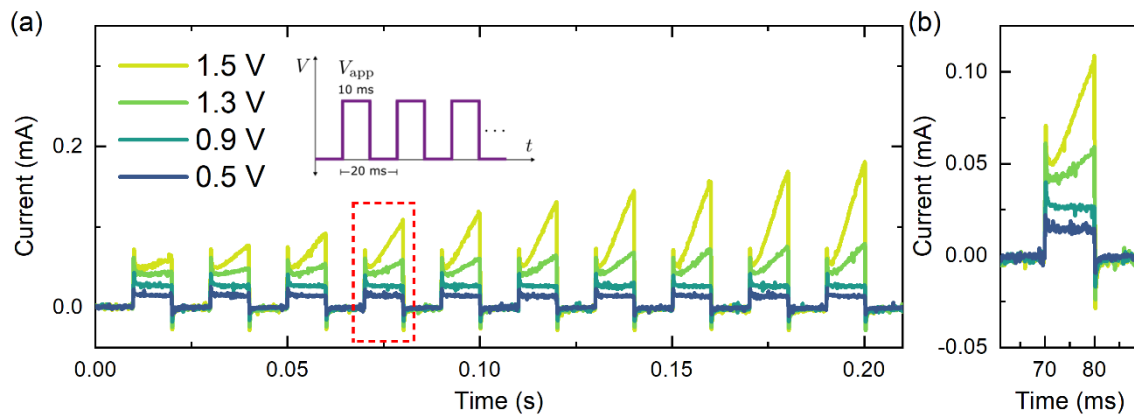 (a)
Current (mA)
0.2
0.0
1.5 V
1.3 V
0.9 V
0.5 V
V
Vapp
10 ms
20 ms
...
t
0.00
0.05
0.10
0.15
0.20
Time (s)
(b)
Current (mA)
0.10
0.05
0.00
-0.05
70
80
Time (ms)